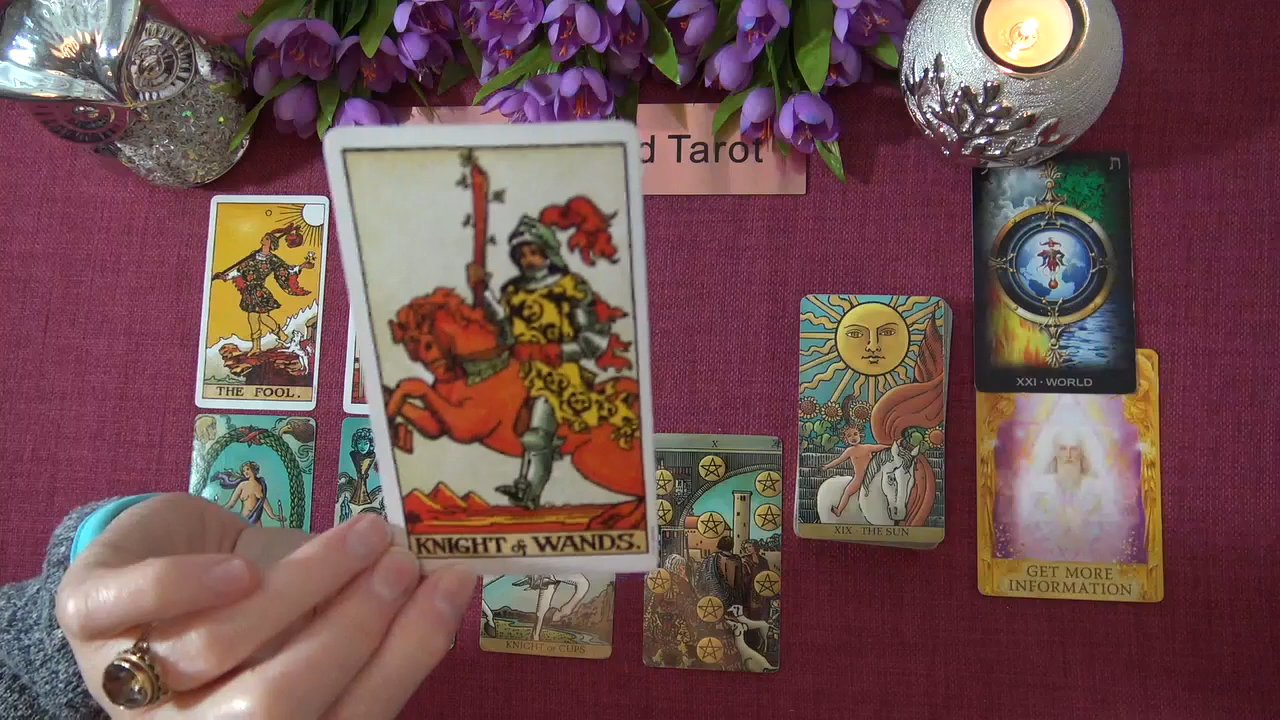 d Tarot
THE FOOL.
KNIGHT of WANDS.
XXI · WORLD
ת
XIX · THE SUN
GET MORE
INFORMATION
X
KNIGHT OF CUPS